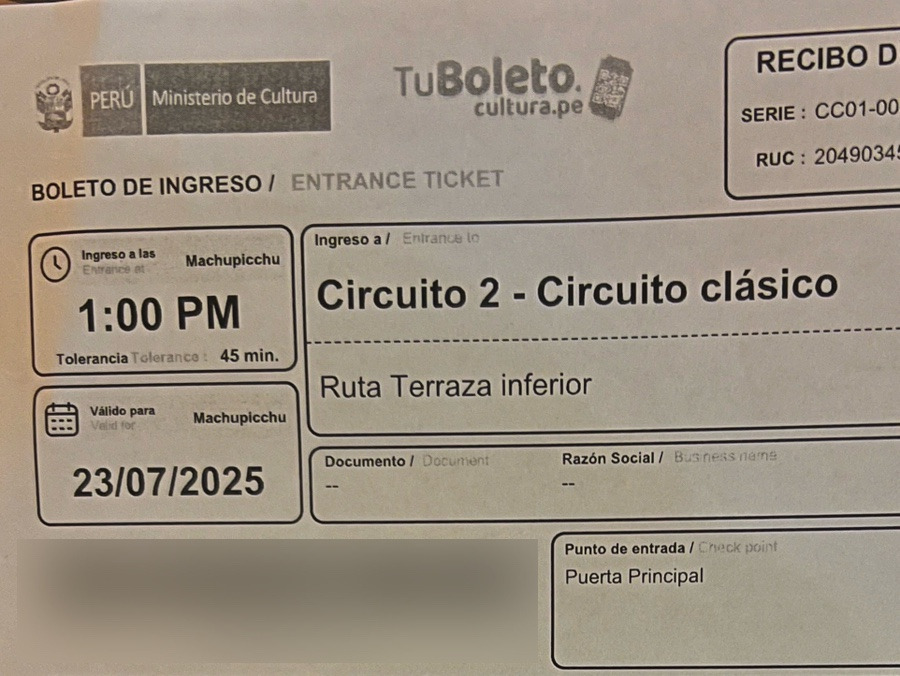 PERÚ Ministerio de Cultura
TuBoleto.
cultura.pe
RECIBO D
SERIE : CC01-00
RUC : 2049034
BOLETO DE INGRESO / ENTRANCE TICKET
Ingreso a las
Entrance at
Machupicchu
1:00 PM
Tolerancia Tolerance : 45 min.
Ingreso a / Entrance to
Circuito 2 - Circuito clásico
Ruta Terraza inferior
Válido para
Valid for
Machupicchu
23/07/2025
Documento / Document
--
Razón Social / Business name
--
Punto de entrada / Check point
Puerta Principal